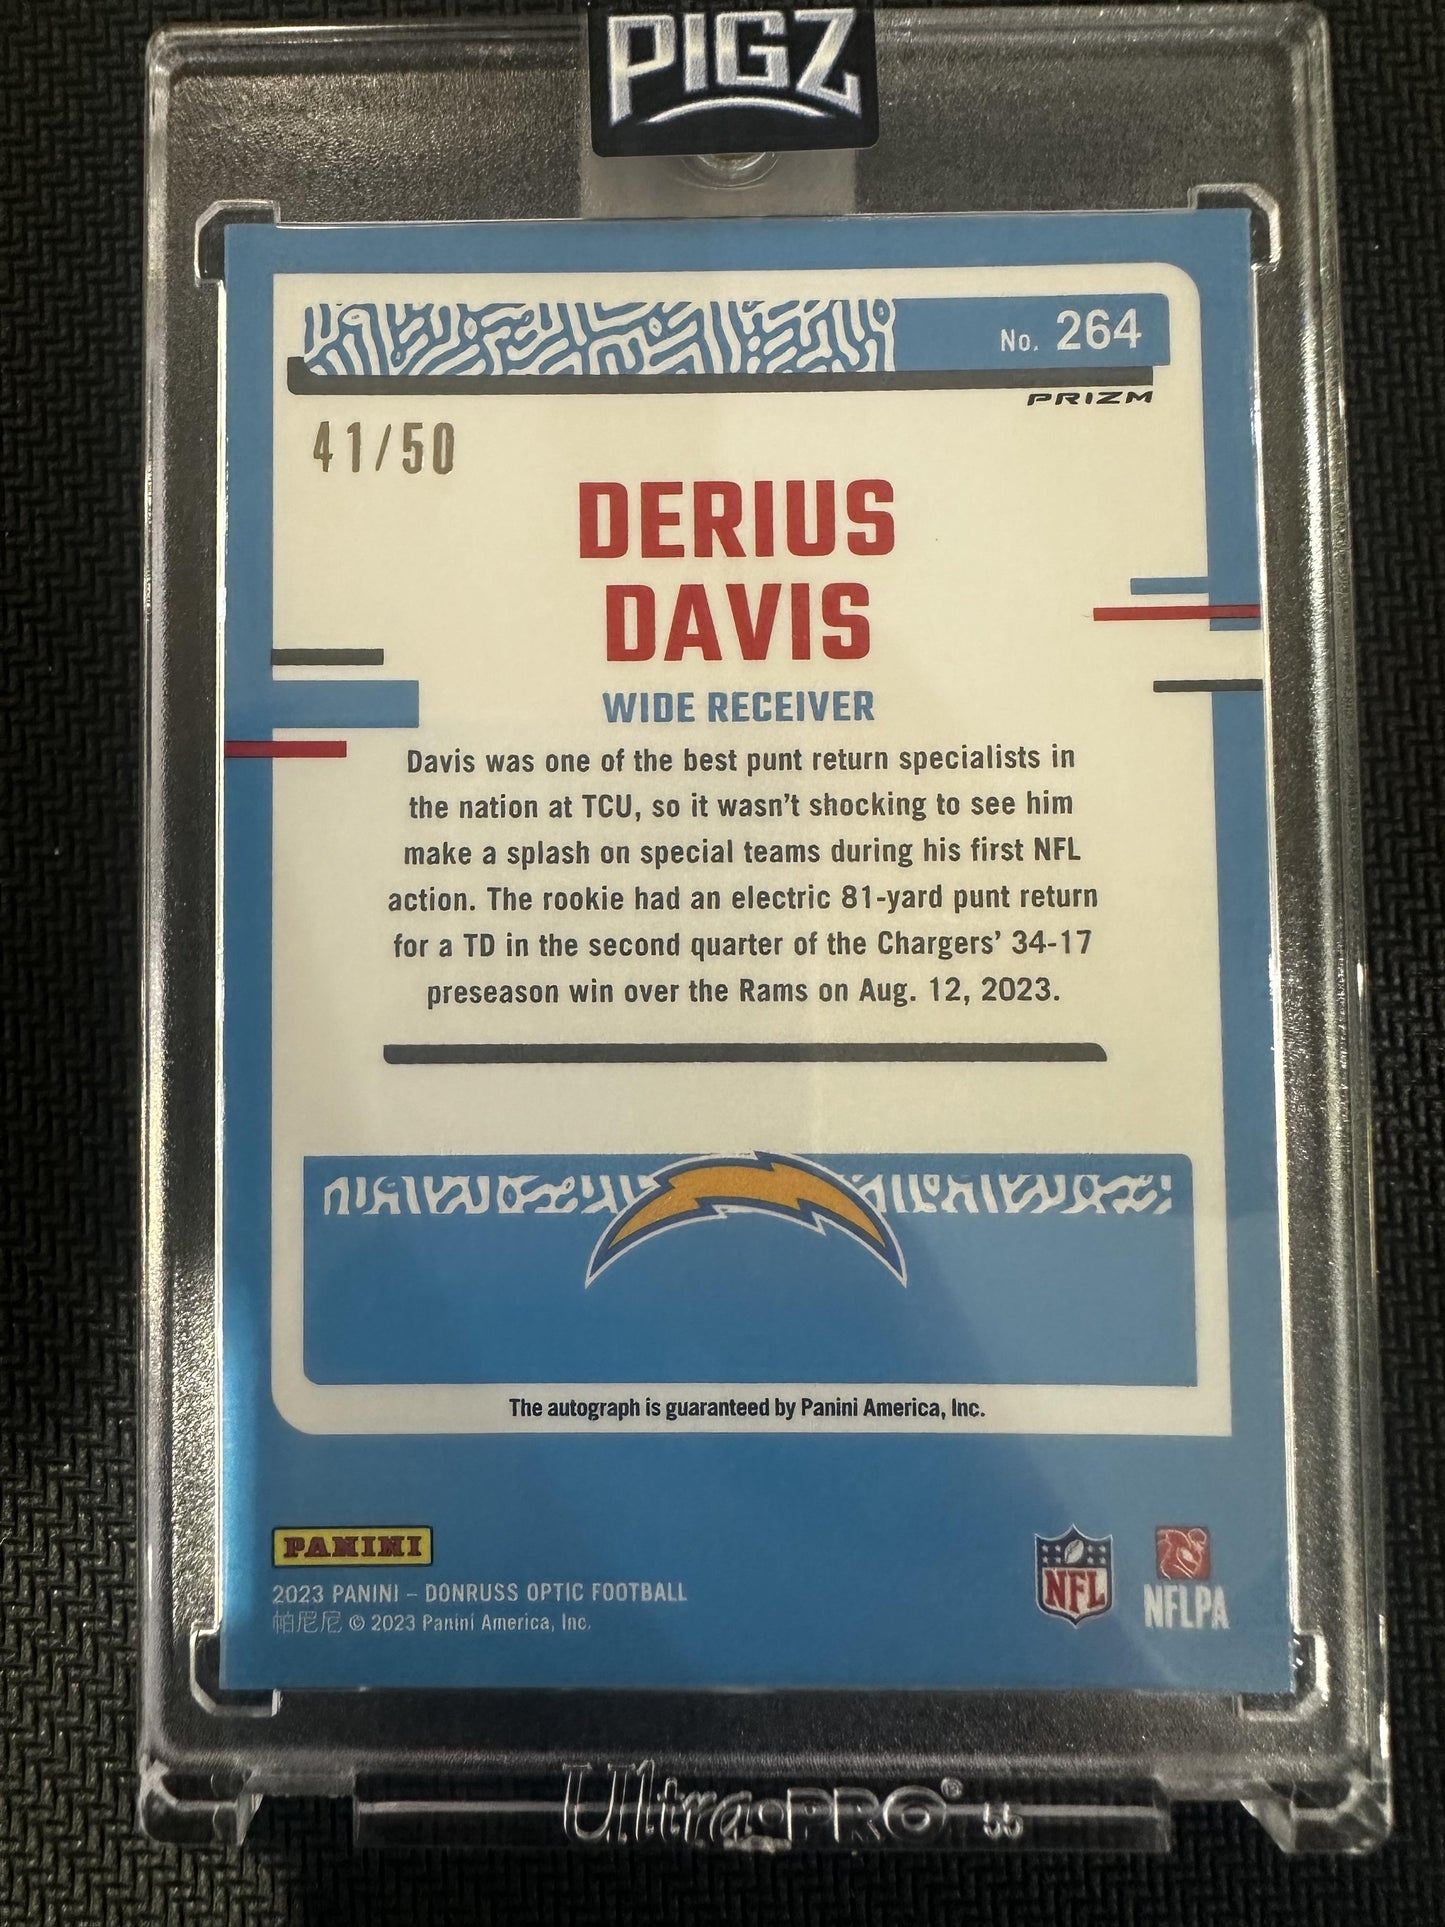 PIGZ
No. 264
PRIZM
41/50
DERIUS
DAVIS
WIDE RECEIVER
Davis was one of the best punt return specialists in
the nation at TCU, so it wasn't shocking to see him
make a splash on special teams during his first NFL
action. The rookie had an electric 81-yard punt return
for a TD in the second quarter of the Chargers' 34-17
preseason win over the Rams on Aug. 12, 2023.
The autograph is guaranteed by Panini America, Inc.
PANINI
NFL
NFLPA
2023 PANINI – DONRUSS OPTIC FOOTBALL
帕尼尼 © 2023 Panini America, Inc.
Ultra•PRO® 55